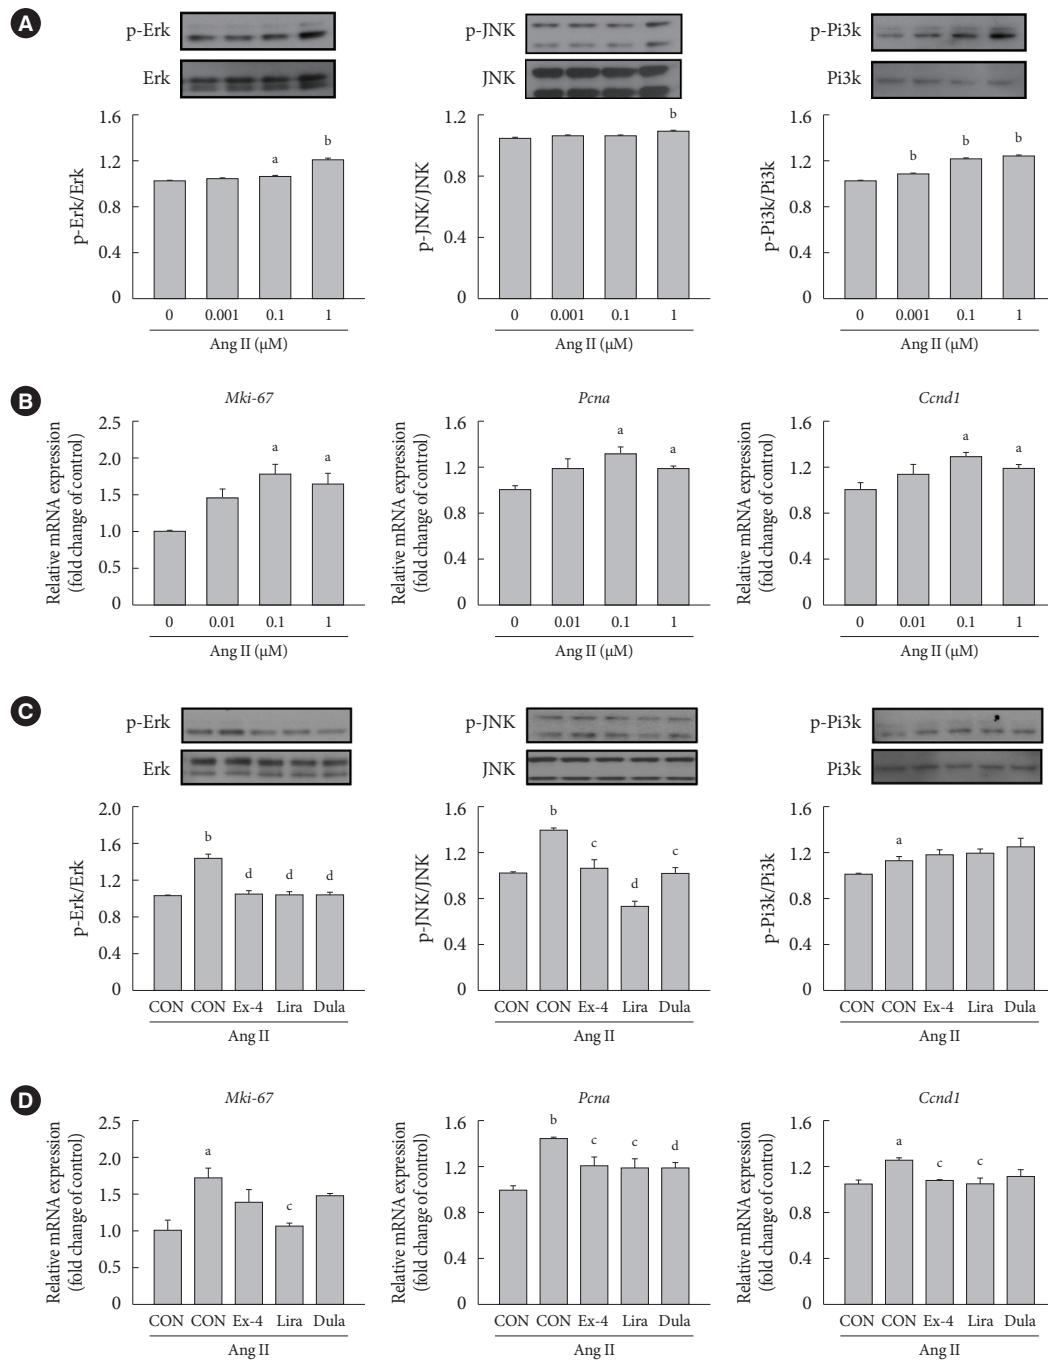 A
p-Erk
Erk
p-Erk/Erk
1.6
1.2
0.8
0.4
0
a
b
0 0.001 0.1 1
Ang II (μM)
p-JNK
JNK
p-JNK/JNK
1.2
0.8
0.4
0
b
0 0.001 0.1 1
Ang II (μM)
p-Pi3k
Pi3k
p-Pi3k/Pi3k
1.6
1.2
0.8
0.4
0
b
b
b
0 0.001 0.1 1
Ang II (μM)
B
Mki-67
Relative mRNA expression
(fold change of control)
2.5
2.0
1.5
1.0
0.5
0
a
a
0 0.01 0.1 1
Ang II (μM)
Pcna
Relative mRNA expression
(fold change of control)
1.6
1.2
0.8
0.4
0
a
a
0 0.01 0.1 1
Ang II (μM)
Ccnd1
Relative mRNA expression
(fold change of control)
1.6
1.2
0.8
0.4
0
a
a
0 0.01 0.1 1
Ang II (μM)
C
p-Erk
Erk
p-Erk/Erk
2.0
1.6
1.2
0.8
0.4
0
b
d d d
CON CON Ex-4 Lira Dula
Ang II
p-JNK
JNK
p-JNK/JNK
1.6
1.2
0.8
0.4
0
b
c
d
c
CON CON Ex-4 Lira Dula
Ang II
p-Pi3k
Pi3k
p-Pi3k/Pi3k
1.6
1.2
0.8
0.4
0
a
CON CON Ex-4 Lira Dula
Ang II
D
Mki-67
Relative mRNA expression
(fold change of control)
2.5
2.0
1.5
1.0
0.5
0
a
c
CON CON Ex-4 Lira Dula
Ang II
Pcna
Relative mRNA expression
(fold change of control)
1.6
1.2
0.8
0.4
0
b
c c d
CON CON Ex-4 Lira Dula
Ang II
Ccnd1
Relative mRNA expression
(fold change of control)
1.6
1.2
0.8
0.4
0
a
c c
CON CON Ex-4 Lira Dula
Ang II